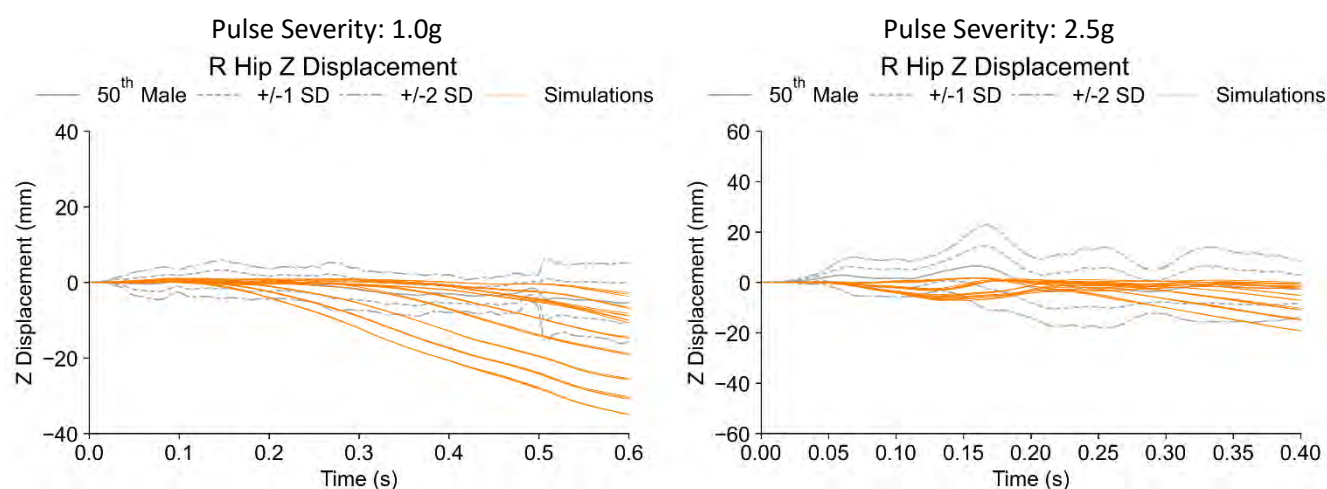 Pulse Severity: 1.0g
R Hip Z Displacement
50th Male +/-1 SD +/-2 SD Simulations
Z Displacement (mm)
40
20
0
−20
−40
0.0 0.1 0.2 0.3 0.4 0.5 0.6
Time (s)
Pulse Severity: 2.5g
R Hip Z Displacement
50th Male +/-1 SD +/-2 SD Simulations
Z Displacement (mm)
60
40
20
0
−20
−40
−60
0.00 0.05 0.10 0.15 0.20 0.25 0.30 0.35 0.40
Time (s)